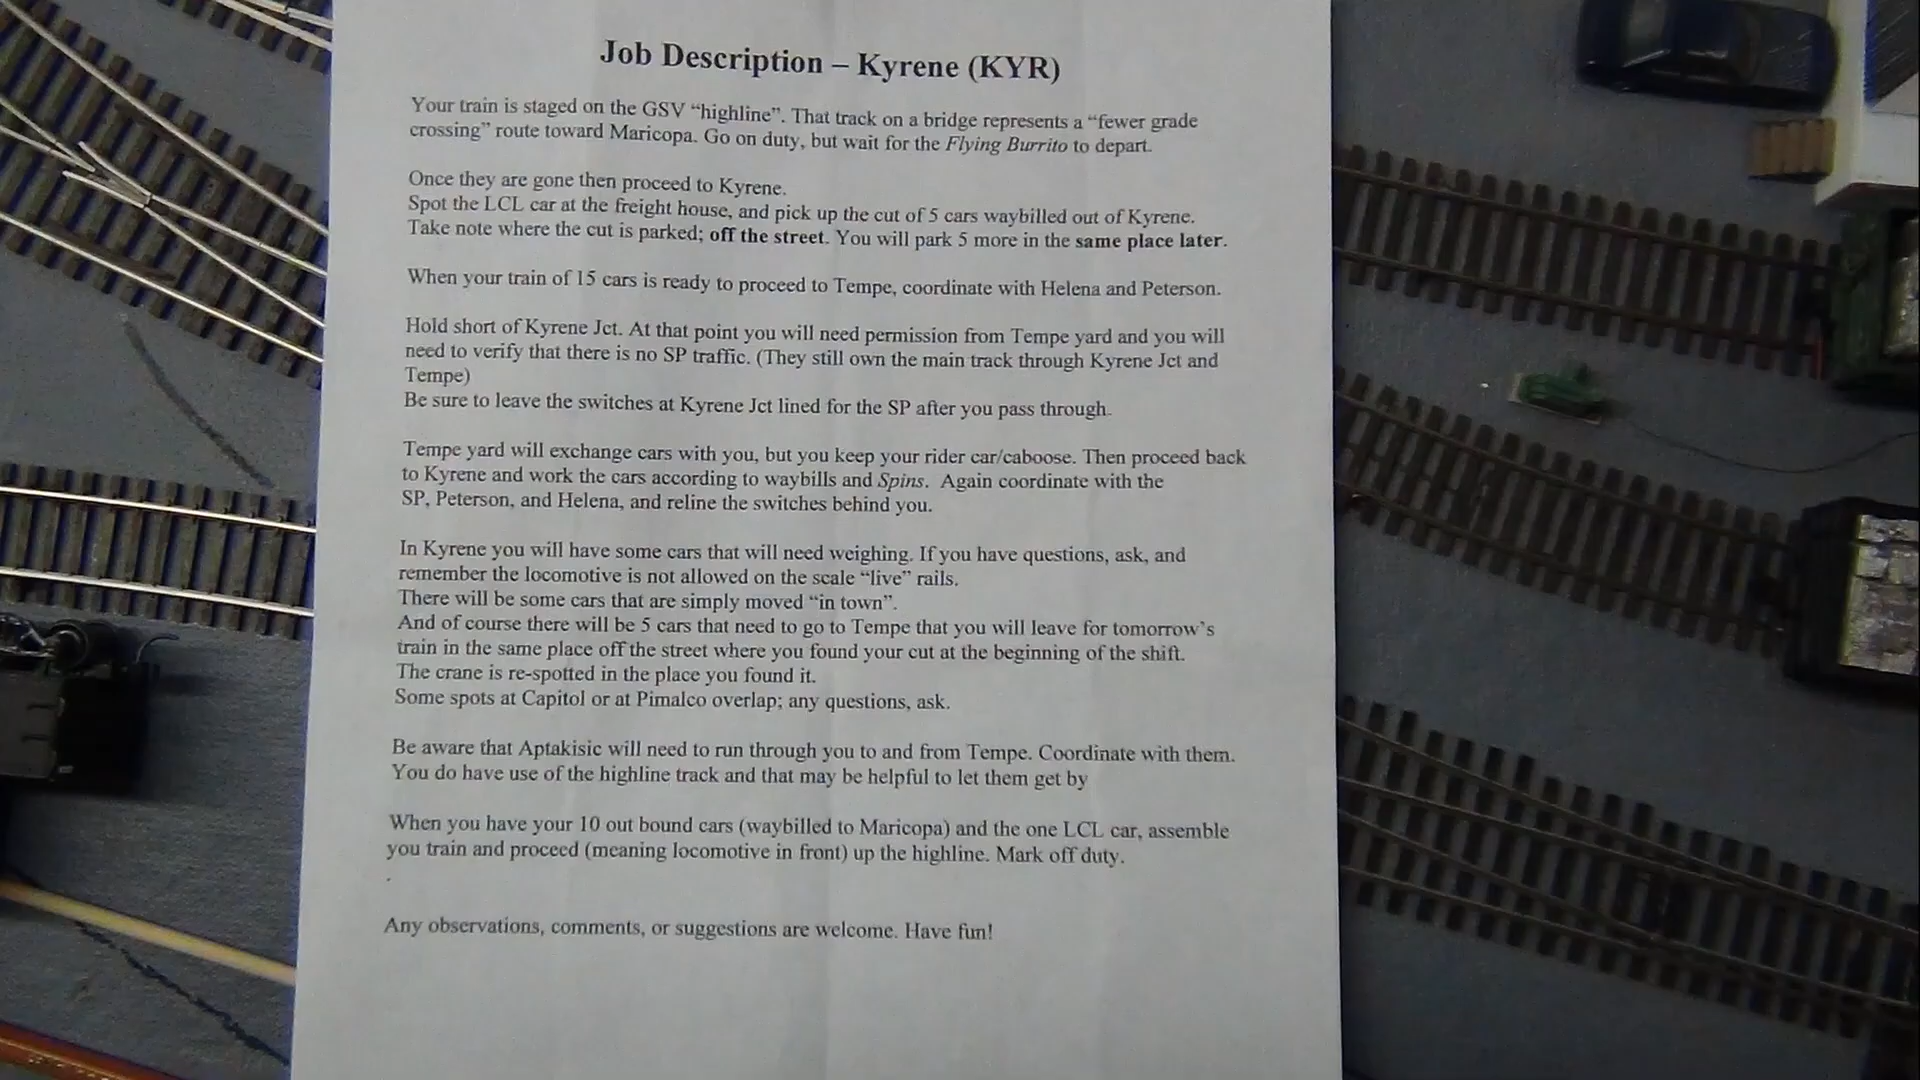 Job Description – Kyrene (KYR)
Your train is staged on the GSV “highline”. That track on a bridge represents a “fewer grade
crossing” route toward Maricopa. Go on duty, but wait for the Flying Burrito to depart.
Once they are gone then proceed to Kyrene.
Spot the LCL car at the freight house, and pick up the cut of 5 cars waybilled out of Kyrene.
Take note where the cut is parked; off the street. You will park 5 more in the same place later.
When your train of 15 cars is ready to proceed to Tempe, coordinate with Helena and Peterson.
Hold short of Kyrene Jct. At that point you will need permission from Tempe yard and you will
need to verify that there is no SP traffic. (They still own the main track through Kyrene Jct and
Tempe)
Be sure to leave the switches at Kyrene Jct lined for the SP after you pass through.
Tempe yard will exchange cars with you, but you keep your rider car/caboose. Then proceed back
to Kyrene and work the cars according to waybills and Spins. Again coordinate with the
SP, Peterson, and Helena, and reline the switches behind you.
In Kyrene you will have some cars that will need weighing. If you have questions, ask, and
remember the locomotive is not allowed on the scale “live” rails.
There will be some cars that are simply moved “in town”.
And of course there will be 5 cars that need to go to Tempe that you will leave for tomorrow’s
train in the same place off the street where you found your cut at the beginning of the shift.
The crane is re-spotted in the place you found it.
Some spots at Capitol or at Pimalco overlap; any questions, ask.
Be aware that Aptakisic will need to run through you to and from Tempe. Coordinate with them.
You do have use of the highline track and that may be helpful to let them get by
When you have your 10 out bound cars (waybilled to Maricopa) and the one LCL car, assemble
you train and proceed (meaning locomotive in front) up the highline. Mark off duty.
.
Any observations, comments, or suggestions are welcome. Have fun!